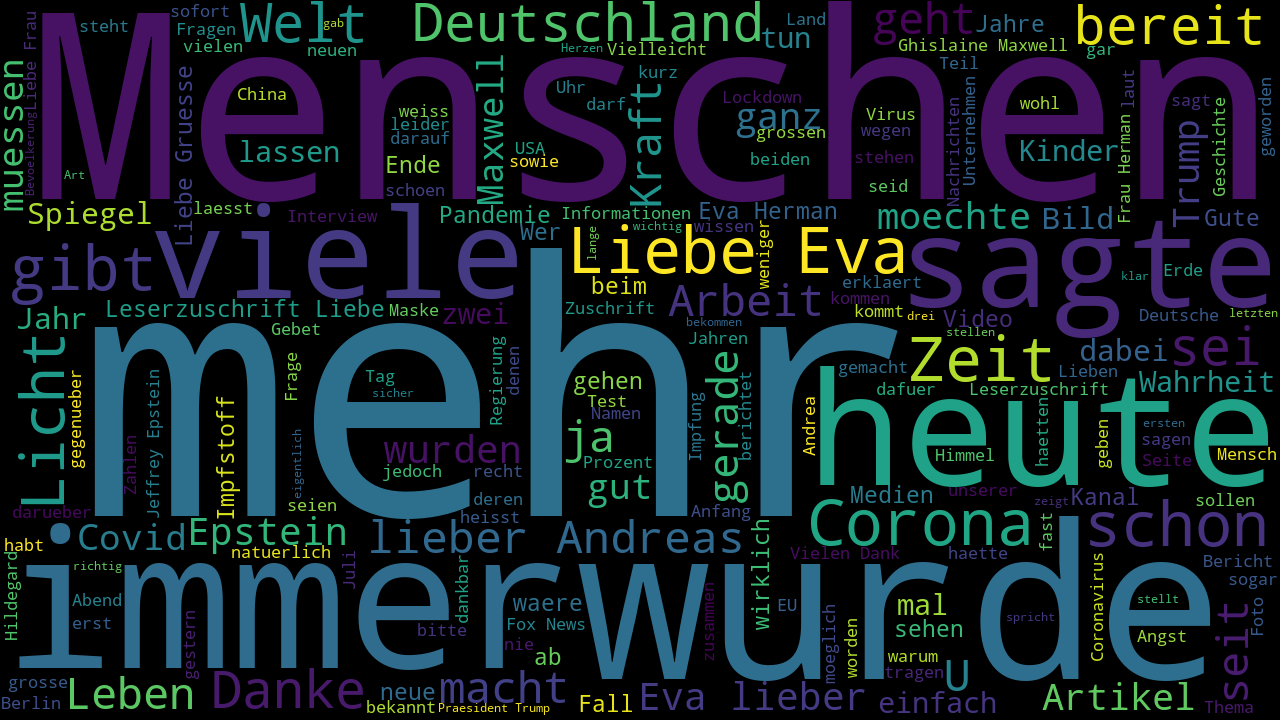 steht
sofort
Fragen
vielen
gab
neuen
Welt
Deutschland
Herzen
Vielleicht
Land
tun
geht
Jahre
Ghislaine Maxwell
Teil
gar
bereit
Liebe Frau
muessen
Bevoelkerung
Art
Menschen
China
Liebe Gruesse
lassen
weiss
leider
darauf
Ende
schoen
Maxwell
USA
sowie
Uhr
darf
kurz
Kraft
Lockdown
ganz
grossen
beiden
Virus
wegen
stehen
seid
Nachrichten
Unternehmen
wohl
Kinder
laut
Frau Herman
sagt
Trump
Geschichte
geworden
Spiegel
laesst
Interview
Pandemie
Wer
Informationen
wichtig
wissen
Eva Herman
moechte
Bild
Gute
gibt
viele
lange
Liebe Eva
beim
weniger
erklaert
sagte
klar
Erde
Jahr
Leserzuschrift Liebe
Maske
zwei
Zuschrift
Arbeit
kommen
kommt
drei
Video
Deutsche
letzten
Gebet
bekommen
Jahren
stellen
Licht
gegenueber
Zahlen
Jeffrey Epstein
Impfstoff
Frage
eigentlich
Tag
sicher
mehr
Regierung
denen
gehen
Test
Namen
Impfung
gerade
berichtet
gemacht
dafuer
Zeit
Lieben
Leserzuschrift
dabei
sei
Wahrheit
Andrea
heute
Himmel
haetten
geben
ersten
sagen
Seite
Mensch
wurden
jedoch
recht
ja
Prozent
gut
deren
heisst
seien
darueber
Anfang
Medien
unserer
zeigt
Kanal
sollen
habt
Covid
Epstein
natuerlich
lieber Andreas
Vielen Dank
Corona
haette
fast
schon
Hildegard
richtig
Abend
erst
immer
gestern
Juli
dankbar
bitte
waere
Fox News
nie
ab
wurde
zusammen
wirklich
EU
moeglich
worden
mal
sehen
warum
tragen
spricht
Coronavirus
stellt
Angst
Bericht
sogar
Foto
seit
grosse
Berlin
Leben
Danke
neue
bekannt
macht
Praesident Trump
Fall
Eva lieber
einfach
U
Artikel
Thema